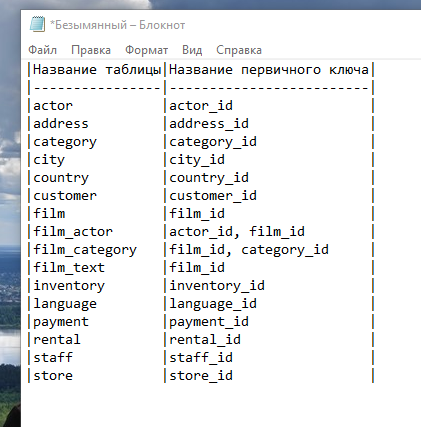 *Безымянный – Блокнот
Файл Правка Формат Вид Справка
|Название таблицы|Название первичного ключа|
|----------------|-------------------------|
|actor           |actor_id                 |
|address         |address_id               |
|category        |category_id              |
|city            |city_id                  |
|country         |country_id               |
|customer        |customer_id              |
|film            |film_id                  |
|film_actor      |actor_id, film_id        |
|film_category   |film_id, category_id     |
|film_text       |film_id                  |
|inventory       |inventory_id             |
|language        |language_id              |
|payment         |payment_id               |
|rental          |rental_id                |
|staff           |staff_id                 |
|store           |store_id                 |